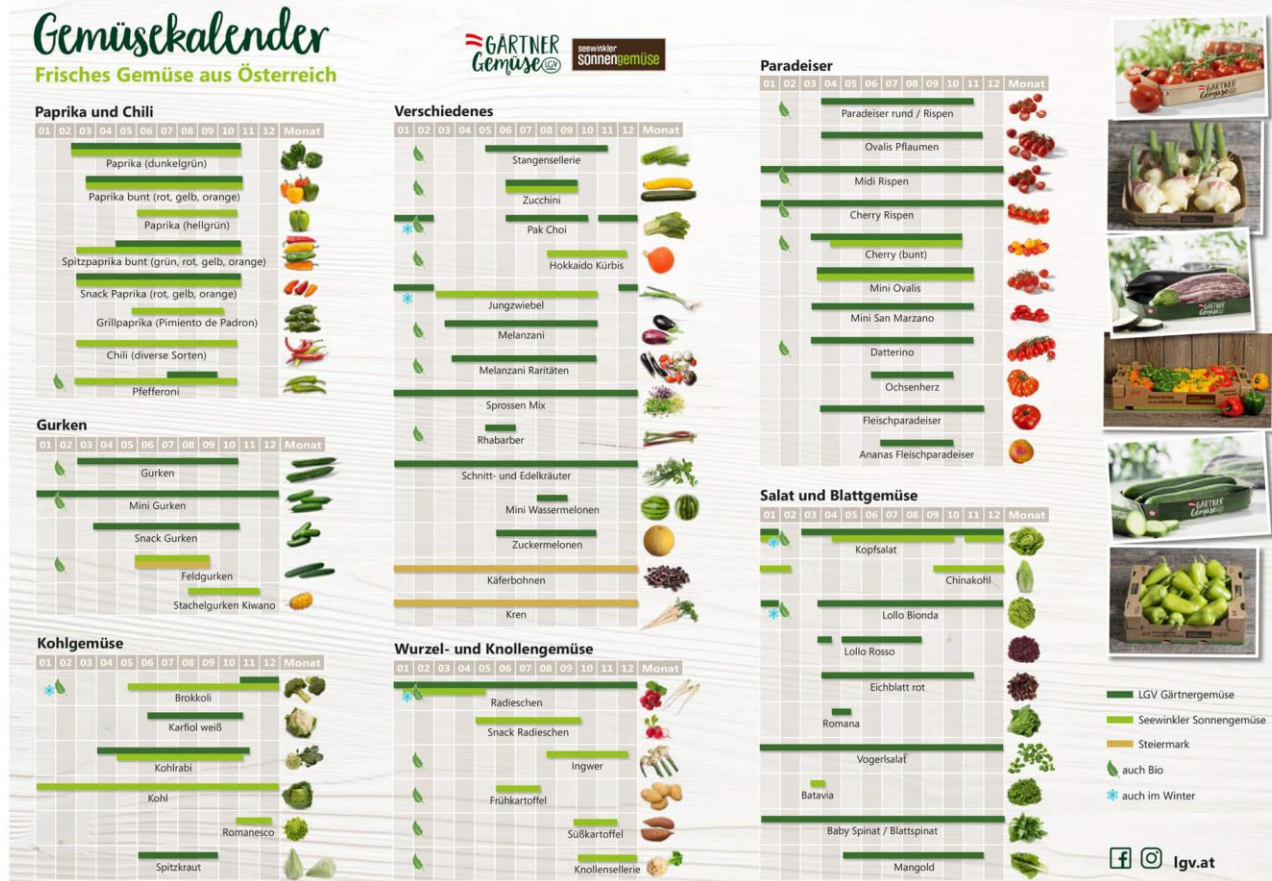 Gemüsekalender
Frisches Gemüse aus Österreich
GÄRTNER
Gemüse LGV
seewinkler
sonnengemüse
Paprika und Chili
01 02 03 04 05 06 07 08 09 10 11 12 Monat
Paprika (dunkelgrün)
Paprika bunt (rot, gelb, orange)
Paprika (hellgrün)
Spitzpaprika bunt (grün, rot, gelb, orange)
Snack Paprika (rot, gelb, orange)
Grillpaprika (Pimiento de Padron)
Chili (diverse Sorten)
Pfefferoni
Gurken
01 02 03 04 05 06 07 08 09 10 11 12 Monat
Gurken
Mini Gurken
Snack Gurken
Feldgurken
Stachelgurken Kiwano
Kohlgemüse
01 02 03 04 05 06 07 08 09 10 11 12 Monat
Brokkoli
Karfiol weiß
Kohlrabi
Kohl
Romanesco
Spitzkraut
Verschiedenes
01 02 03 04 05 06 07 08 09 10 11 12 Monat
Stangensellerie
Zucchini
Pak Choi
Hokkaido Kürbis
Jungzwiebel
Melanzani
Melanzani Raritäten
Sprossen Mix
Rhabarber
Schnitt- und Edelkräuter
Mini Wassermelonen
Zuckermelonen
Käferbohnen
Kren
Wurzel- und Knollengemüse
01 02 03 04 05 06 07 08 09 10 11 12 Monat
Radieschen
Snack Radieschen
Ingwer
Frühkartoffel
Süßkartoffel
Knollensellerie
Paradeiser
01 02 03 04 05 06 07 08 09 10 11 12 Monat
Paradeiser rund / Rispen
Ovalis Pflaumen
Midi Rispen
Cherry Rispen
Cherry (bunt)
Mini Ovalis
Mini San Marzano
Datterino
Ochsenherz
Fleischparadeiser
Ananas Fleischparadeiser
Salat und Blattgemüse
01 02 03 04 05 06 07 08 09 10 11 12 Monat
Kopfsalat
Chinakohl
Lollo Bionda
Lollo Rosso
Eichblatt rot
Romana
Vogerlsalat
Batavia
Baby Spinat / Blattspinat
Mangold
GÄRTNER
Gemüse
GÄRTNER
Gemüse
GÄRTNER
Gemüse
LGV Gärtnergemüse
Seewinkler Sonnengemüse
Steiermark
auch Bio
auch im Winter
lgv.at